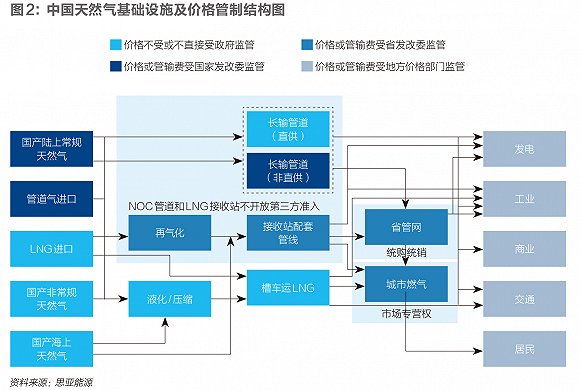 图2：中国天然气基础设施及价格管制结构图
价格不受或不直接受政府监管
价格或管输费受省发改委监管
价格或管输费受国家发改委监管
价格或管输费受地方价格部门监管
长输管道
（直供）
国产陆上常规
天然气
发电
长输管道
（非直供）
管道气进口
工业
NOC管道和LNG接收站不开放第三方准入
LNG进口
再气化
接收站配套
管线
省管网
统购统销
商业
国产非常规
天然气
液化/压缩
槽车运LNG
城市燃气
市场专营权
交通
国产海上
天然气
居民
资料来源：思亚能源